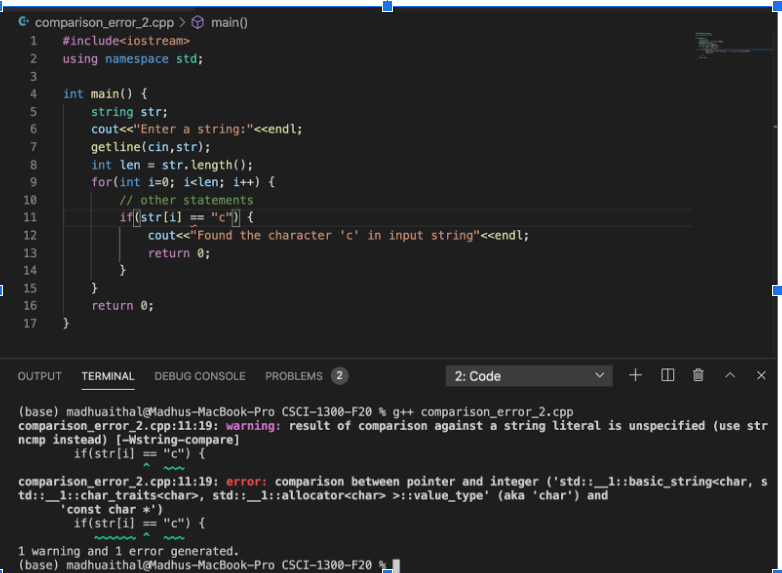 comparison_error_2.cpp > main()
1 #include<iostream>
2 using namespace std;
3
4 int main() {
5 string str;
6 cout<<"Enter a string:"<<endl;
7 getline(cin,str);
8 int len = str.length();
9 for(int i=0; i<len; i++) {
10 // other statements
11 if(str[i] == "c") {
12 cout<<"Found the character 'c' in input string"<<endl;
13 return 0;
14 }
15 }
16 return 0;
17 }
OUTPUT TERMINAL DEBUG CONSOLE PROBLEMS 2 2: Code
(base) madhuaithal@Madhus-MacBook-Pro CSCI-1300-F20 % g++ comparison_error_2.cpp
comparison_error_2.cpp:11:19: warning: result of comparison against a string literal is unspecified (use str
ncmp instead) [-Wstring-compare]
if(str[i] == "c") {
^ ~~~
comparison_error_2.cpp:11:19: error: comparison between pointer and integer ('std::__1::basic_string<char, s
td::__1::char_traits<char>, std::__1::allocator<char> >::value_type' (aka 'char') and
'const char *')
if(str[i] == "c") {
~~~~~~ ^ ~~~
1 warning and 1 error generated.
(base) madhuaithal@Madhus-MacBook-Pro CSCI-1300-F20 %